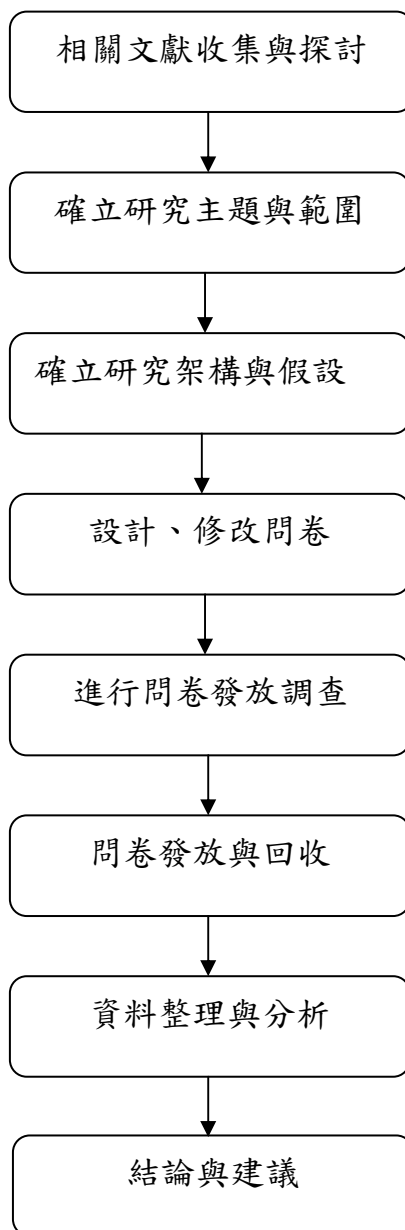 相關文獻收集與探討
確立研究主題與範圍
確立研究架構與假設
設計、修改問卷
進行問卷發放調查
問卷發放與回收
資料整理與分析
結論與建議